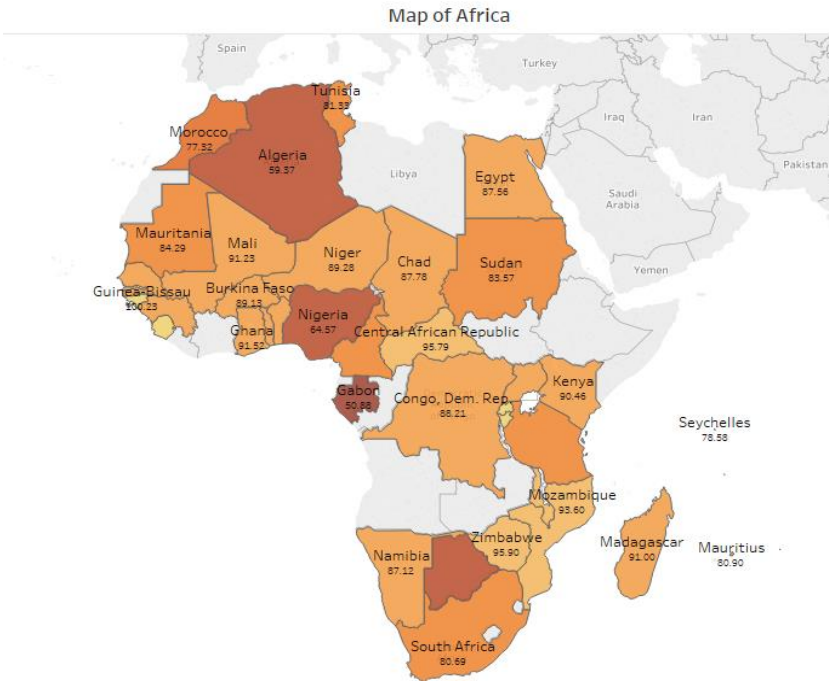 Map of Africa
Spain
Turkey
Tunisia
81.33
Morocco
77.32
Algeria
59.37
Iraq
Iran
Pakistan
Libya
Egypt
87.56
Saudi
Arabia
Mauritania
84.29
Mali
91.23
Niger
89.28
Chad
87.78
Sudan
83.57
Yemen
Guinea-Bissau
100.23
Burkina Faso
89.13
Nigeria
64.57
Ghana
91.52
Central African Republic
95.79
Gabon
50.88
Congo, Dem. Rep.
88.21
Kenya
90.46
Seychelles
78.58
Mozambique
93.60
Zimbabwe
95.90
Namibia
87.12
Madagascar
91.00
Mauritius
80.90
South Africa
80.69